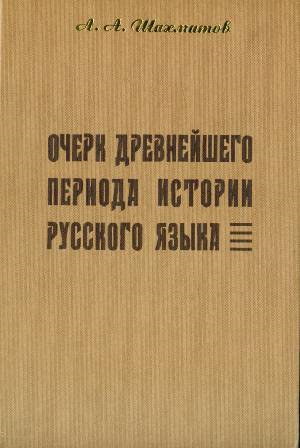 А. А. Шахматов
ОЧЕРК ДРЕВНЕЙШЕГО
ПЕРИОДА ИСТОРИИ
РУССКОГО ЯЗЫКА